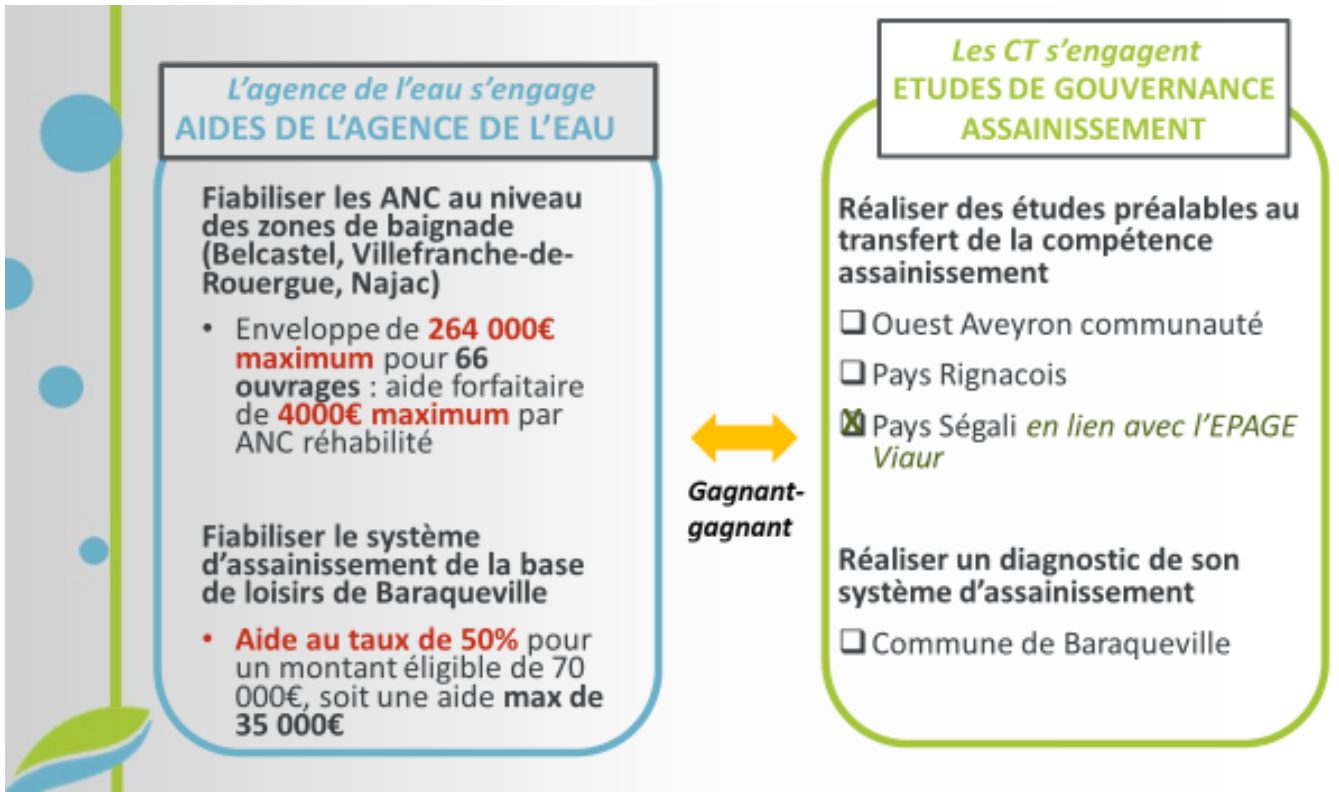 L'agence de l'eau s'engage
AIDES DE L'AGENCE DE L'EAU
Fiabiliser les ANC au niveau
des zones de baignade
(Belcastel, Villefranche-de-
Rouergue, Najac)
• Enveloppe de 264 000€
maximum pour 66
ouvrages : aide forfaitaire
de 4000€ maximum par
ANC réhabilité
Fiabiliser le système
d'assainissement de la base
de loisirs de Baraqueville
• Aide au taux de 50% pour
un montant éligible de 70
000€, soit une aide max de
35 000€
Gagnant-
gagnant
Les CT s'engagent
ETUDES DE GOUVERNANCE
ASSAINISSEMENT
Réaliser des études préalables au
transfert de la compétence
assainissement
❑ Ouest Aveyron communauté
❑ Pays Rignacois
❑ Pays Ségali en lien avec l'EPAGE
Viaur
Réaliser un diagnostic de son
système d'assainissement
❑ Commune de Baraqueville